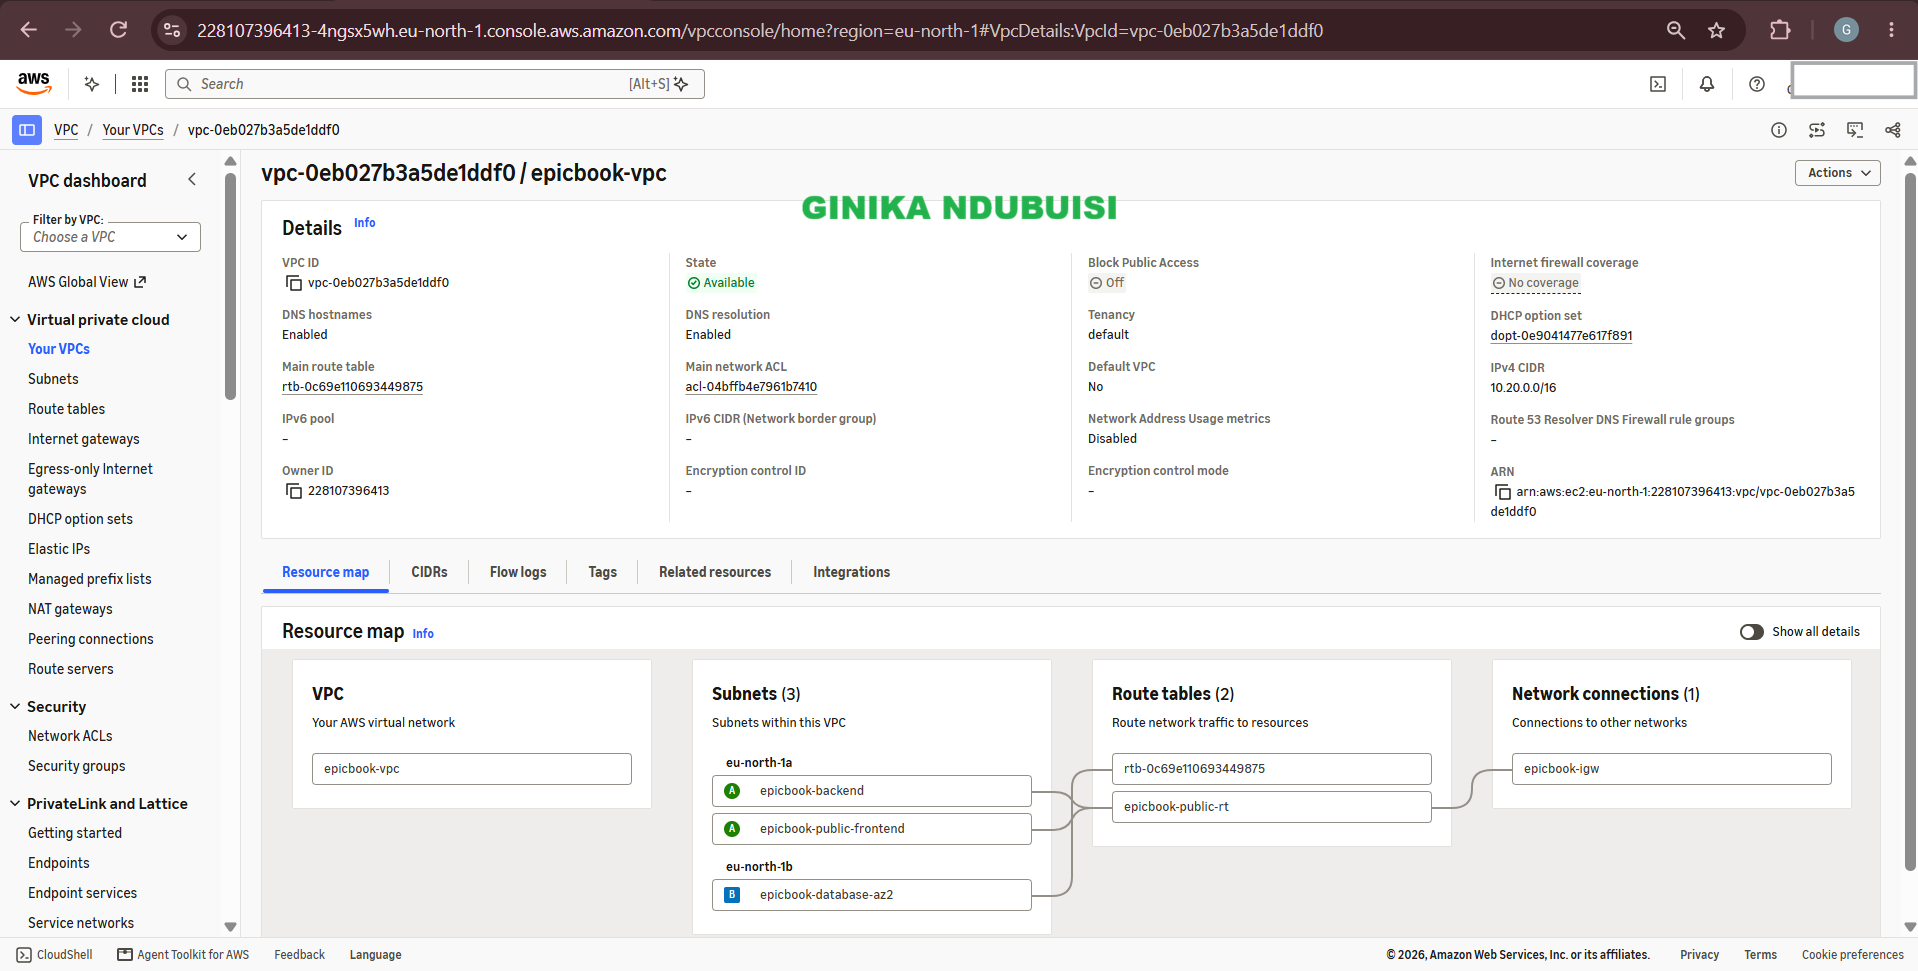 228107396413-4ngsx5wh.eu-north-1.console.aws.amazon.com/vpcconsole/home?region=eu-north-1#VpcDetails:VpcId=vpc-0eb027b3a5de1ddf0
G
aws
Search
[Alt+S]
VPC / Your VPCs / vpc-0eb027b3a5de1ddf0
VPC dashboard
Filter by VPC:
Choose a VPC
AWS Global View
Virtual private cloud
Your VPCs
Subnets
Route tables
Internet gateways
Egress-only Internet
gateways
DHCP option sets
Elastic IPs
Managed prefix lists
NAT gateways
Peering connections
Route servers
Security
Network ACLs
Security groups
PrivateLink and Lattice
Getting started
Endpoints
Endpoint services
Service networks
vpc-0eb027b3a5de1ddf0 / epicbook-vpc
Actions
GINIKA NDUBUISI
Details Info
VPC ID
vpc-0eb027b3a5de1ddf0
State
Available
Block Public Access
Off
Internet firewall coverage
No coverage
DNS hostnames
Enabled
DNS resolution
Enabled
Tenancy
default
DHCP option set
dopt-0e9041477e617f891
Main route table
rtb-0c69e110693449875
Main network ACL
acl-04bffb4e7961b7410
Default VPC
No
IPv4 CIDR
10.20.0.0/16
IPv6 pool
–
IPv6 CIDR (Network border group)
–
Network Address Usage metrics
Disabled
Route 53 Resolver DNS Firewall rule groups
–
Owner ID
228107396413
Encryption control ID
–
Encryption control mode
–
ARN
arn:aws:ec2:eu-north-1:228107396413:vpc/vpc-0eb027b3a5
de1ddf0
Resource map
CIDRs
Flow logs
Tags
Related resources
Integrations
Resource map Info
Show all details
VPC
Your AWS virtual network
epicbook-vpc
Subnets (3)
Subnets within this VPC
eu-north-1a
A epicbook-backend
A epicbook-public-frontend
eu-north-1b
B epicbook-database-az2
Route tables (2)
Route network traffic to resources
rtb-0c69e110693449875
epicbook-public-rt
Network connections (1)
Connections to other networks
epicbook-igw
CloudShell
Agent Toolkit for AWS
Feedback
Language
© 2026, Amazon Web Services, Inc. or its affiliates.
Privacy
Terms
Cookie preferences